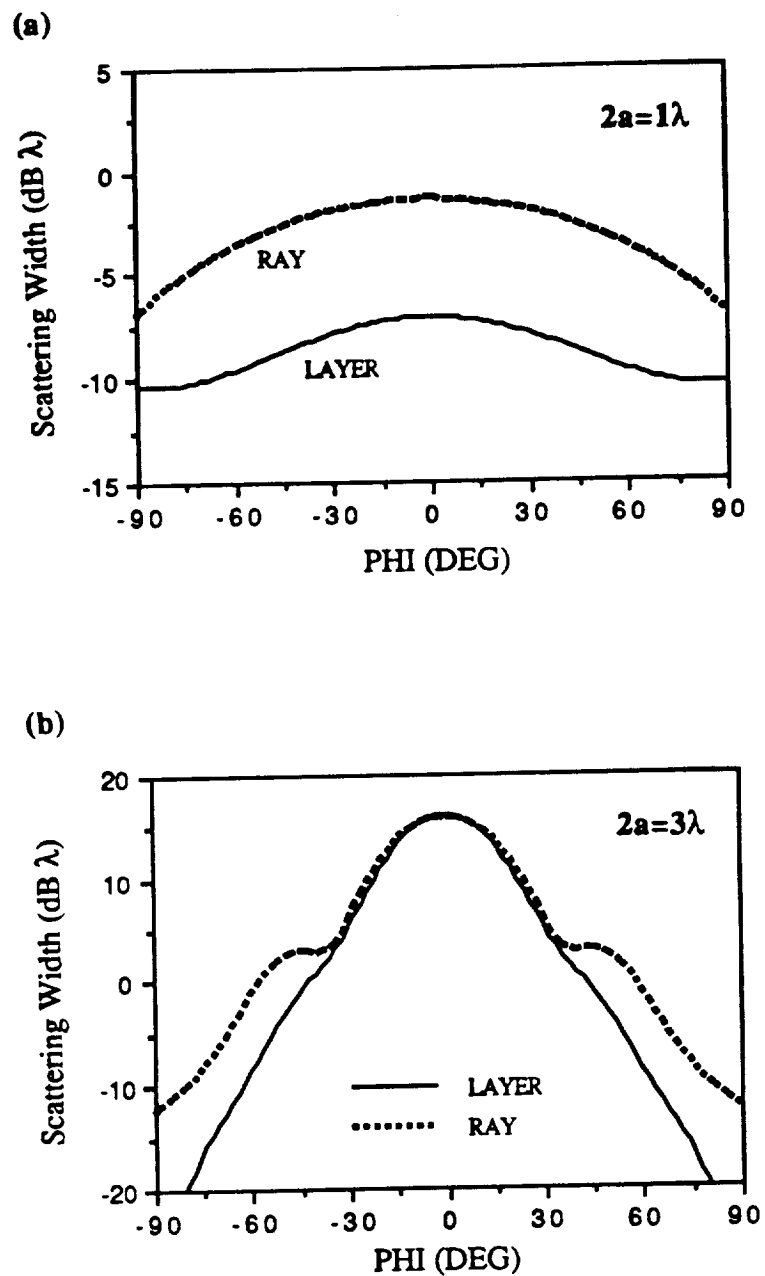 (a)
5
2a=1λ
0
RAY
-5
LAYER
-10
-15
Scattering Width (dB λ)
-90 -60 -30 0 30 60 90
PHI (DEG)
(b)
20
2a=3λ
10
0
-10
LAYER
RAY
-20
Scattering Width (dB λ)
-90 -60 -30 0 30 60 90
PHI (DEG)